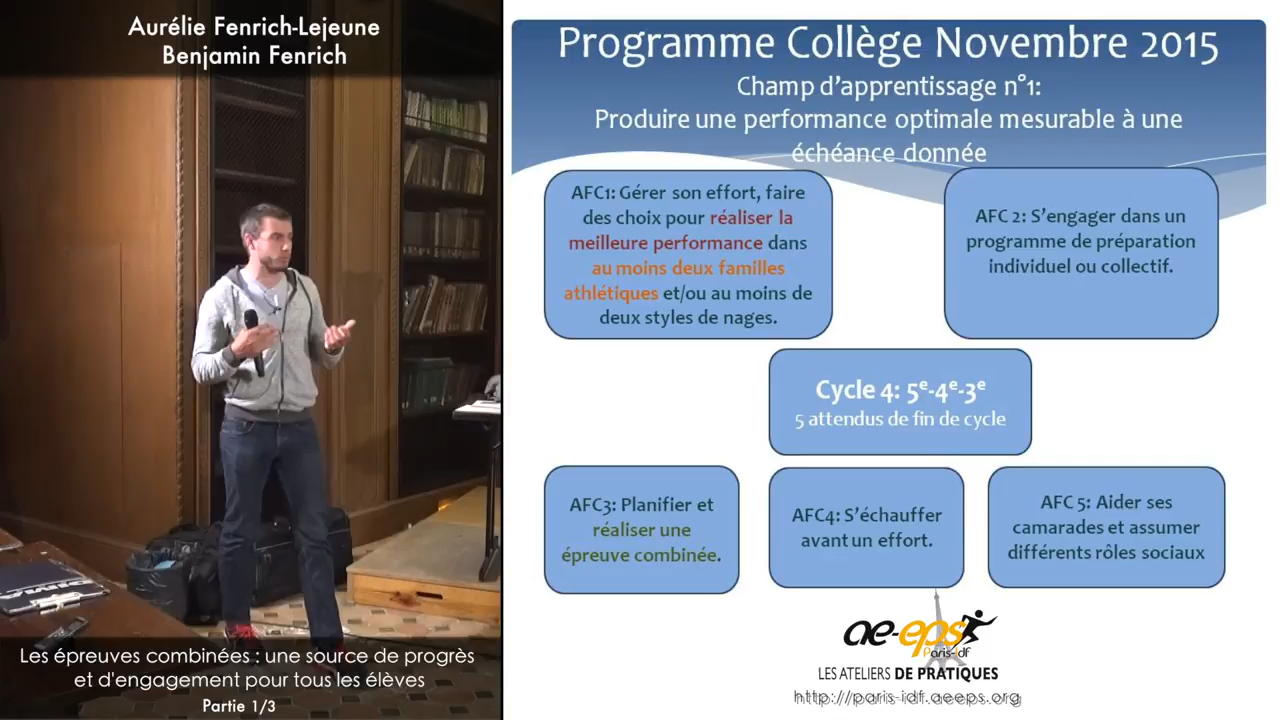 Aurélie Fenrich-Lejeune
Benjamin Fenrich
Programme Collège Novembre 2015
Champ d'apprentissage n°1:
Produire une performance optimale mesurable à une
échéance donnée
AFC1: Gérer son effort, faire
des choix pour réaliser la
meilleure performance dans
au moins deux familles
athlétiques et/ou au moins de
deux styles de nages.
AFC 2: S'engager dans un
programme de préparation
individuel ou collectif.
Cycle 4: 5e-4e-3e
5 attendus de fin de cycle
AFC3: Planifier et
réaliser une
épreuve combinée.
AFC4: S'échauffer
avant un effort.
AFC 5: Aider ses
camarades et assumer
différents rôles sociaux
ae-eps
Paris-idf
LES ATELIERS DE PRATIQUES
http://paris-idf.aeeps.org
Les épreuves combinées : une source de progrès
et d'engagement pour tous les élèves
Partie 1/3